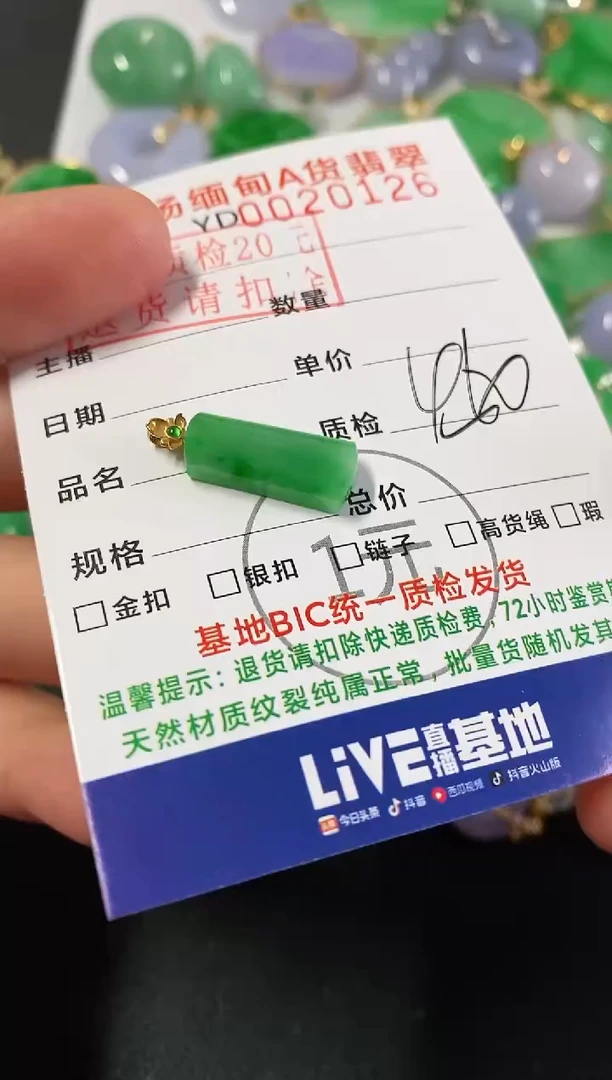 场缅甸A货翡翠
YD0020126
质检20元
退货请扣
数量
主播
单价
日期
质检
品名
总价
规格
1元
□金扣 □银扣 □链子 □高货绳 □瑕
基地BIC统一质检发货
温馨提示：退货请扣除快递质检费，72小时鉴赏
天然材质纹裂纯属正常，批量货随机发
LiVE直播基地
今日头条 抖音 西瓜视频 抖音火山版